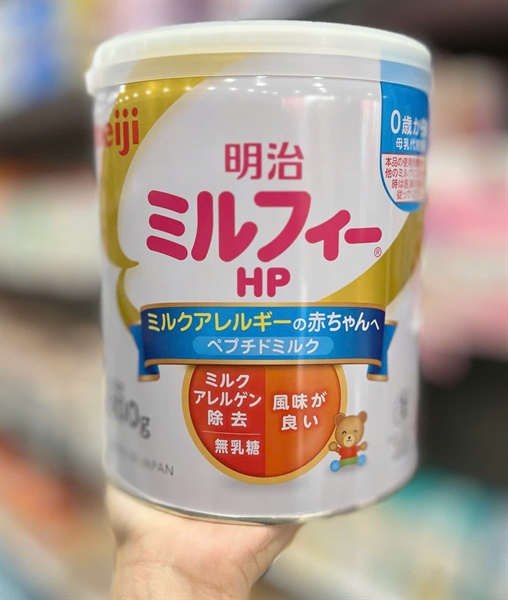 meiji
0歳から
明治
ミルフィー®
HP
ミルクアレルギーの赤ちゃんへ
ペプチドミルク
ミルク
アレルゲン
除去
無乳糖
風味が
良い
JAPAN